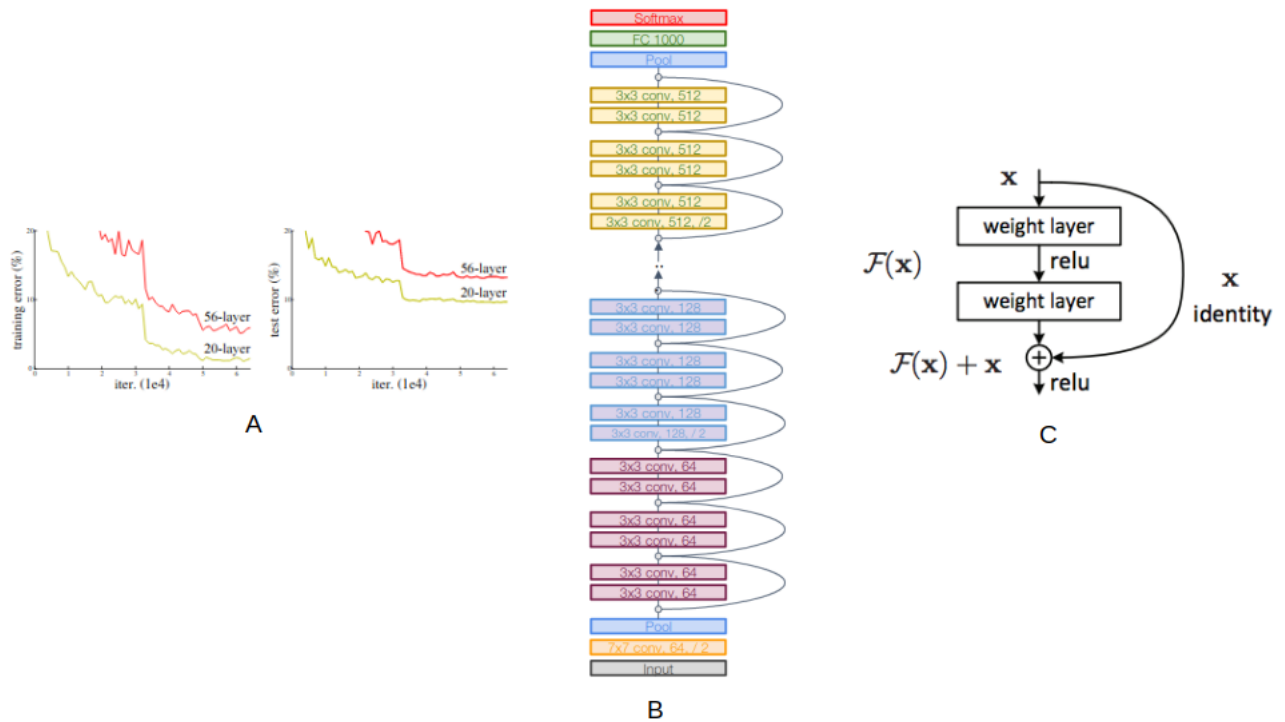 training error (%)
20
10
0
0 1 2 3 4 5 6
iter. (1e4)
56-layer
20-layer
test error (%)
20
10
0
0 1 2 3 4 5 6
iter. (1e4)
56-layer
20-layer
A
Softmax
FC 1000
Pool
3x3 conv, 512
3x3 conv, 512
3x3 conv, 512
3x3 conv, 512
3x3 conv, 512
3x3 conv, 512, /2
..
3x3 conv, 128
3x3 conv, 128
3x3 conv, 128
3x3 conv, 128
3x3 conv, 128
3x3 conv, 128, / 2
3x3 conv, 64
3x3 conv, 64
3x3 conv, 64
3x3 conv, 64
3x3 conv, 64
3x3 conv, 64
Pool
7x7 conv, 64, / 2
Input
B
x
weight layer
F(x)
relu
weight layer
x
identity
F(x) + x
relu
C